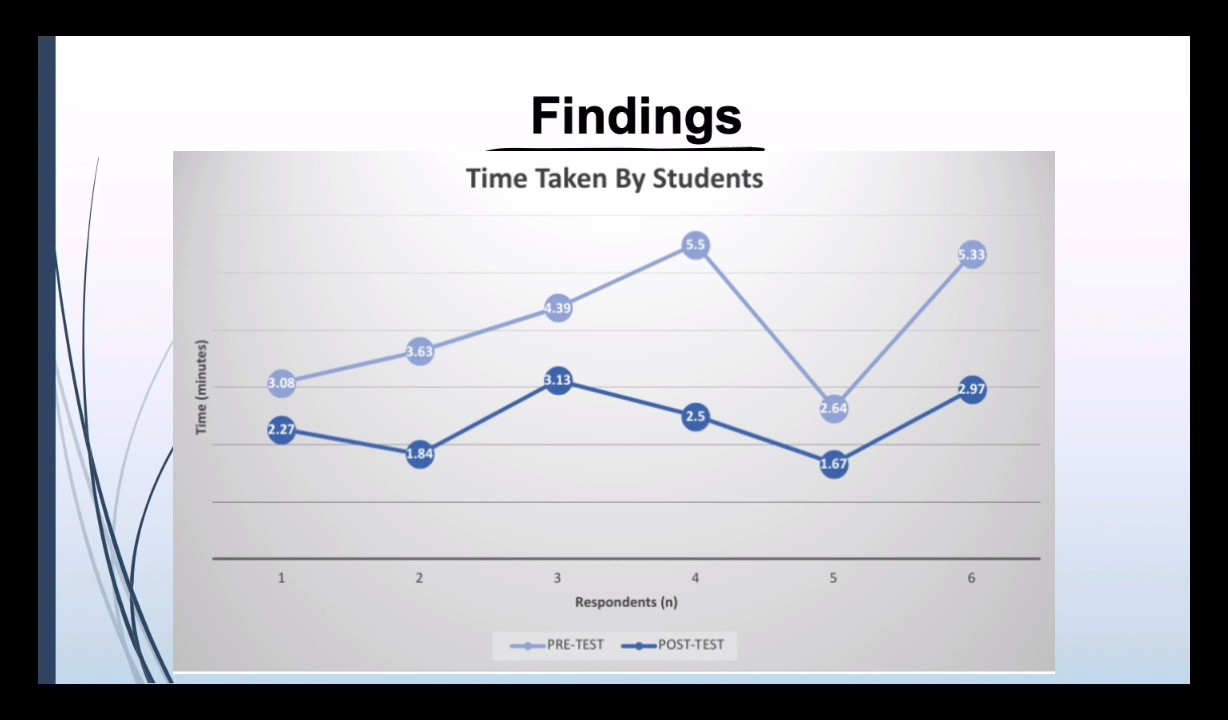 Findings
Time Taken By Students
5.5
5.33
4.39
3.63
3.08
3.13
2.97
2.64
2.5
2.27
1.84
1.67
Time (minutes)
1 2 3 4 5 6
Respondents (n)
PRE-TEST POST-TEST